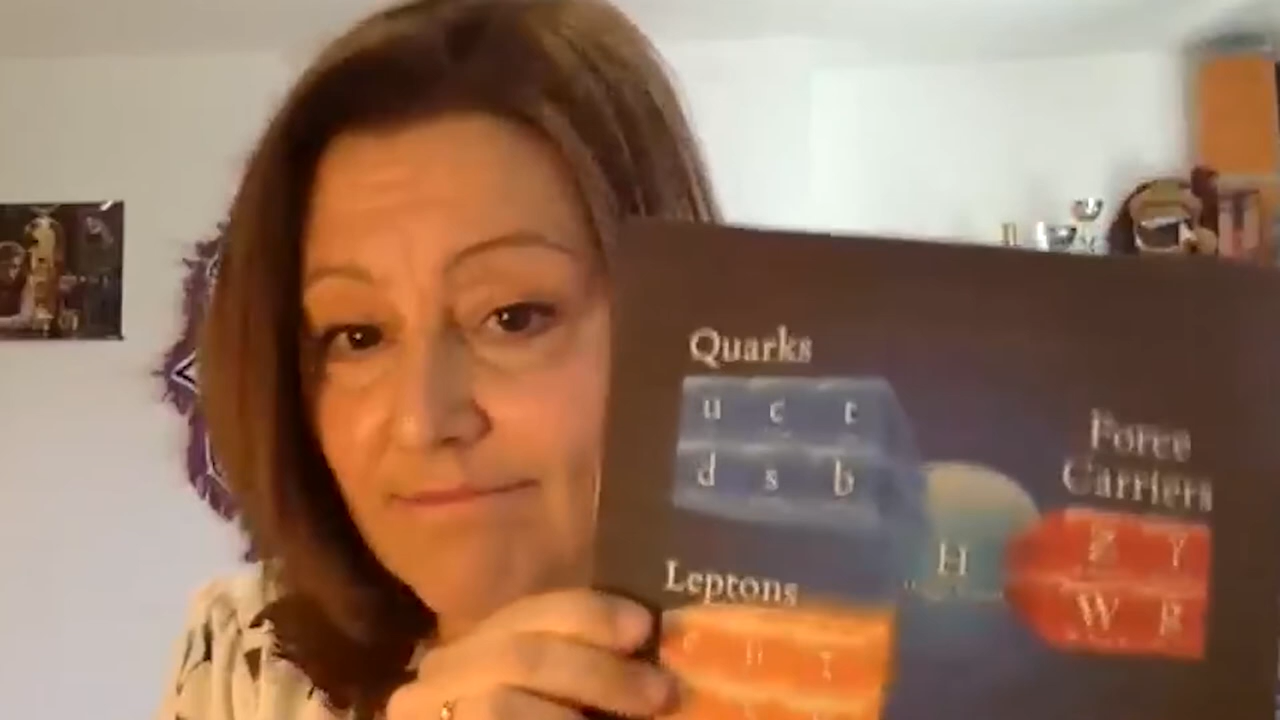 Quarks
u c t
d s b
Leptons
e μ τ
H
Force
Carriers
Z γ
W g